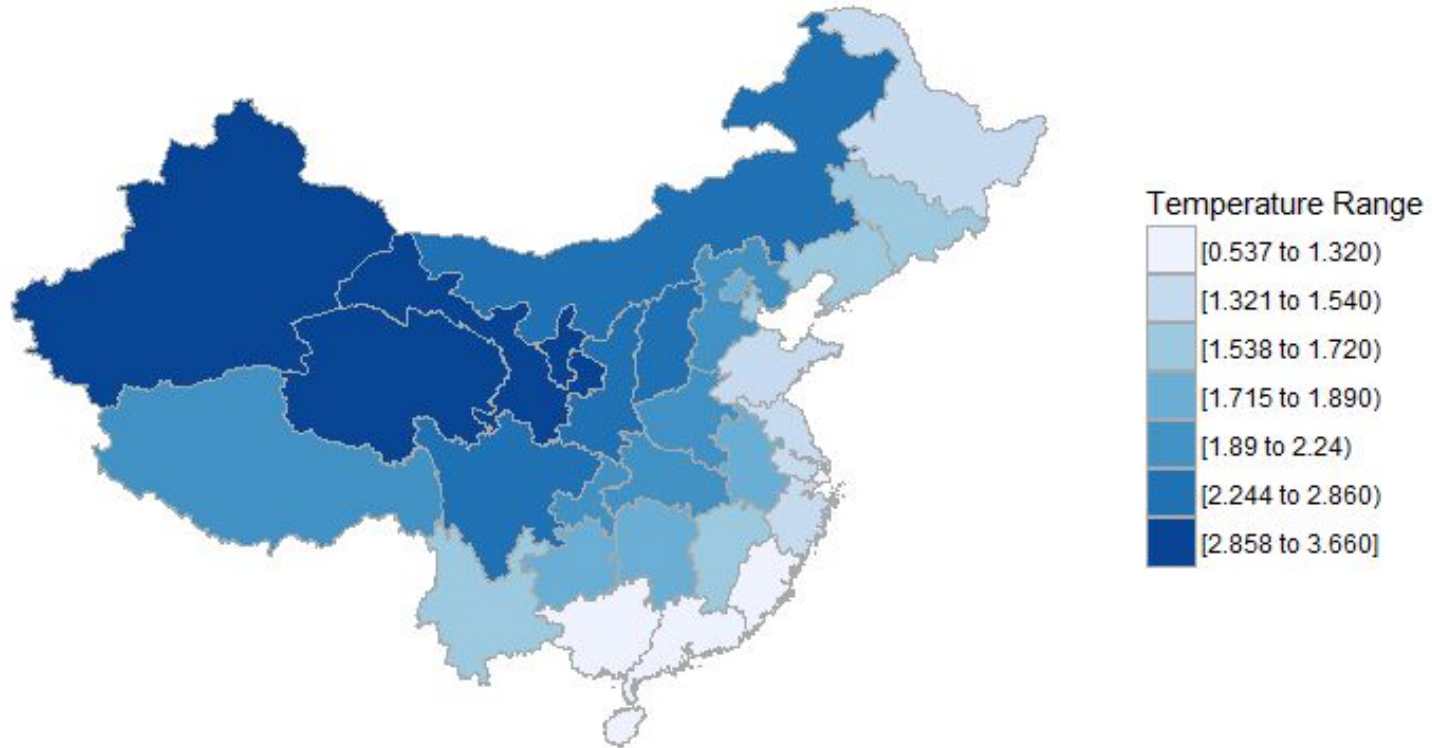 Temperature Range
[0.537 to 1.320)
[1.321 to 1.540)
[1.538 to 1.720)
[1.715 to 1.890)
[1.89 to 2.24)
[2.244 to 2.860)
[2.858 to 3.660]